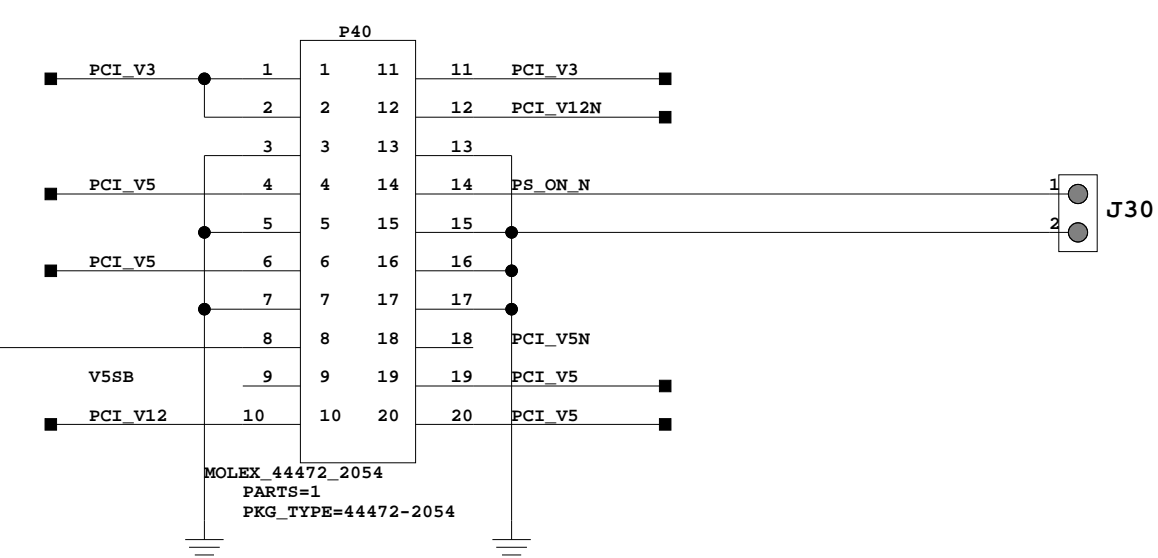 P40
PCI_V3 1 1 11 11 PCI_V3
2 2 12 12 PCI_V12N
3 3 13 13
PCI_V5 4 4 14 14 PS_ON_N 1
J30
5 5 15 15 2
PCI_V5 6 6 16 16
7 7 17 17
8 8 18 18 PCI_V5N
V5SB 9 9 19 19 PCI_V5
PCI_V12 10 10 20 20 PCI_V5
MOLEX_44472_2054
PARTS=1
PKG_TYPE=44472-2054